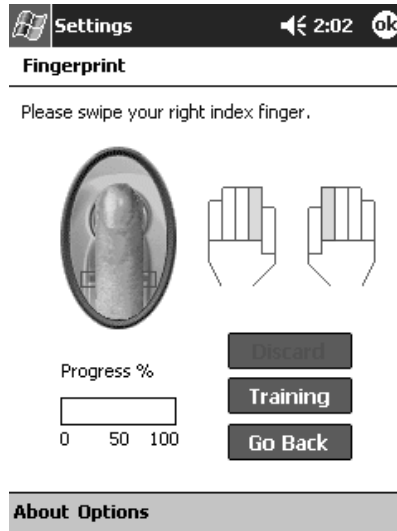 Settings 2:02 ok
Fingerprint
Please swipe your right index finger.
Discard
Progress %
Training
0 50 100
Go Back
About Options